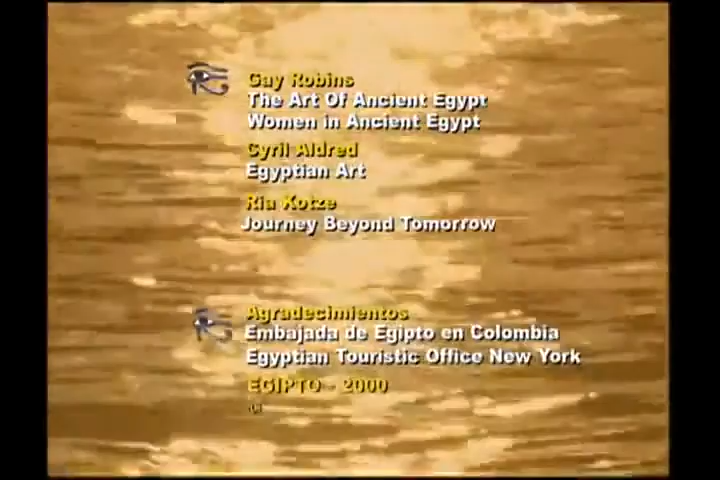 Gay Robins
The Art Of Ancient Egypt
Women in Ancient Egypt
Cyril Aldred
Egyptian Art
Ria Kotze
Journey Beyond Tomorrow
Agradecimientos
Embajada de Egipto en Colombia
Egyptian Touristic Office New York
EGIPTO - 2000